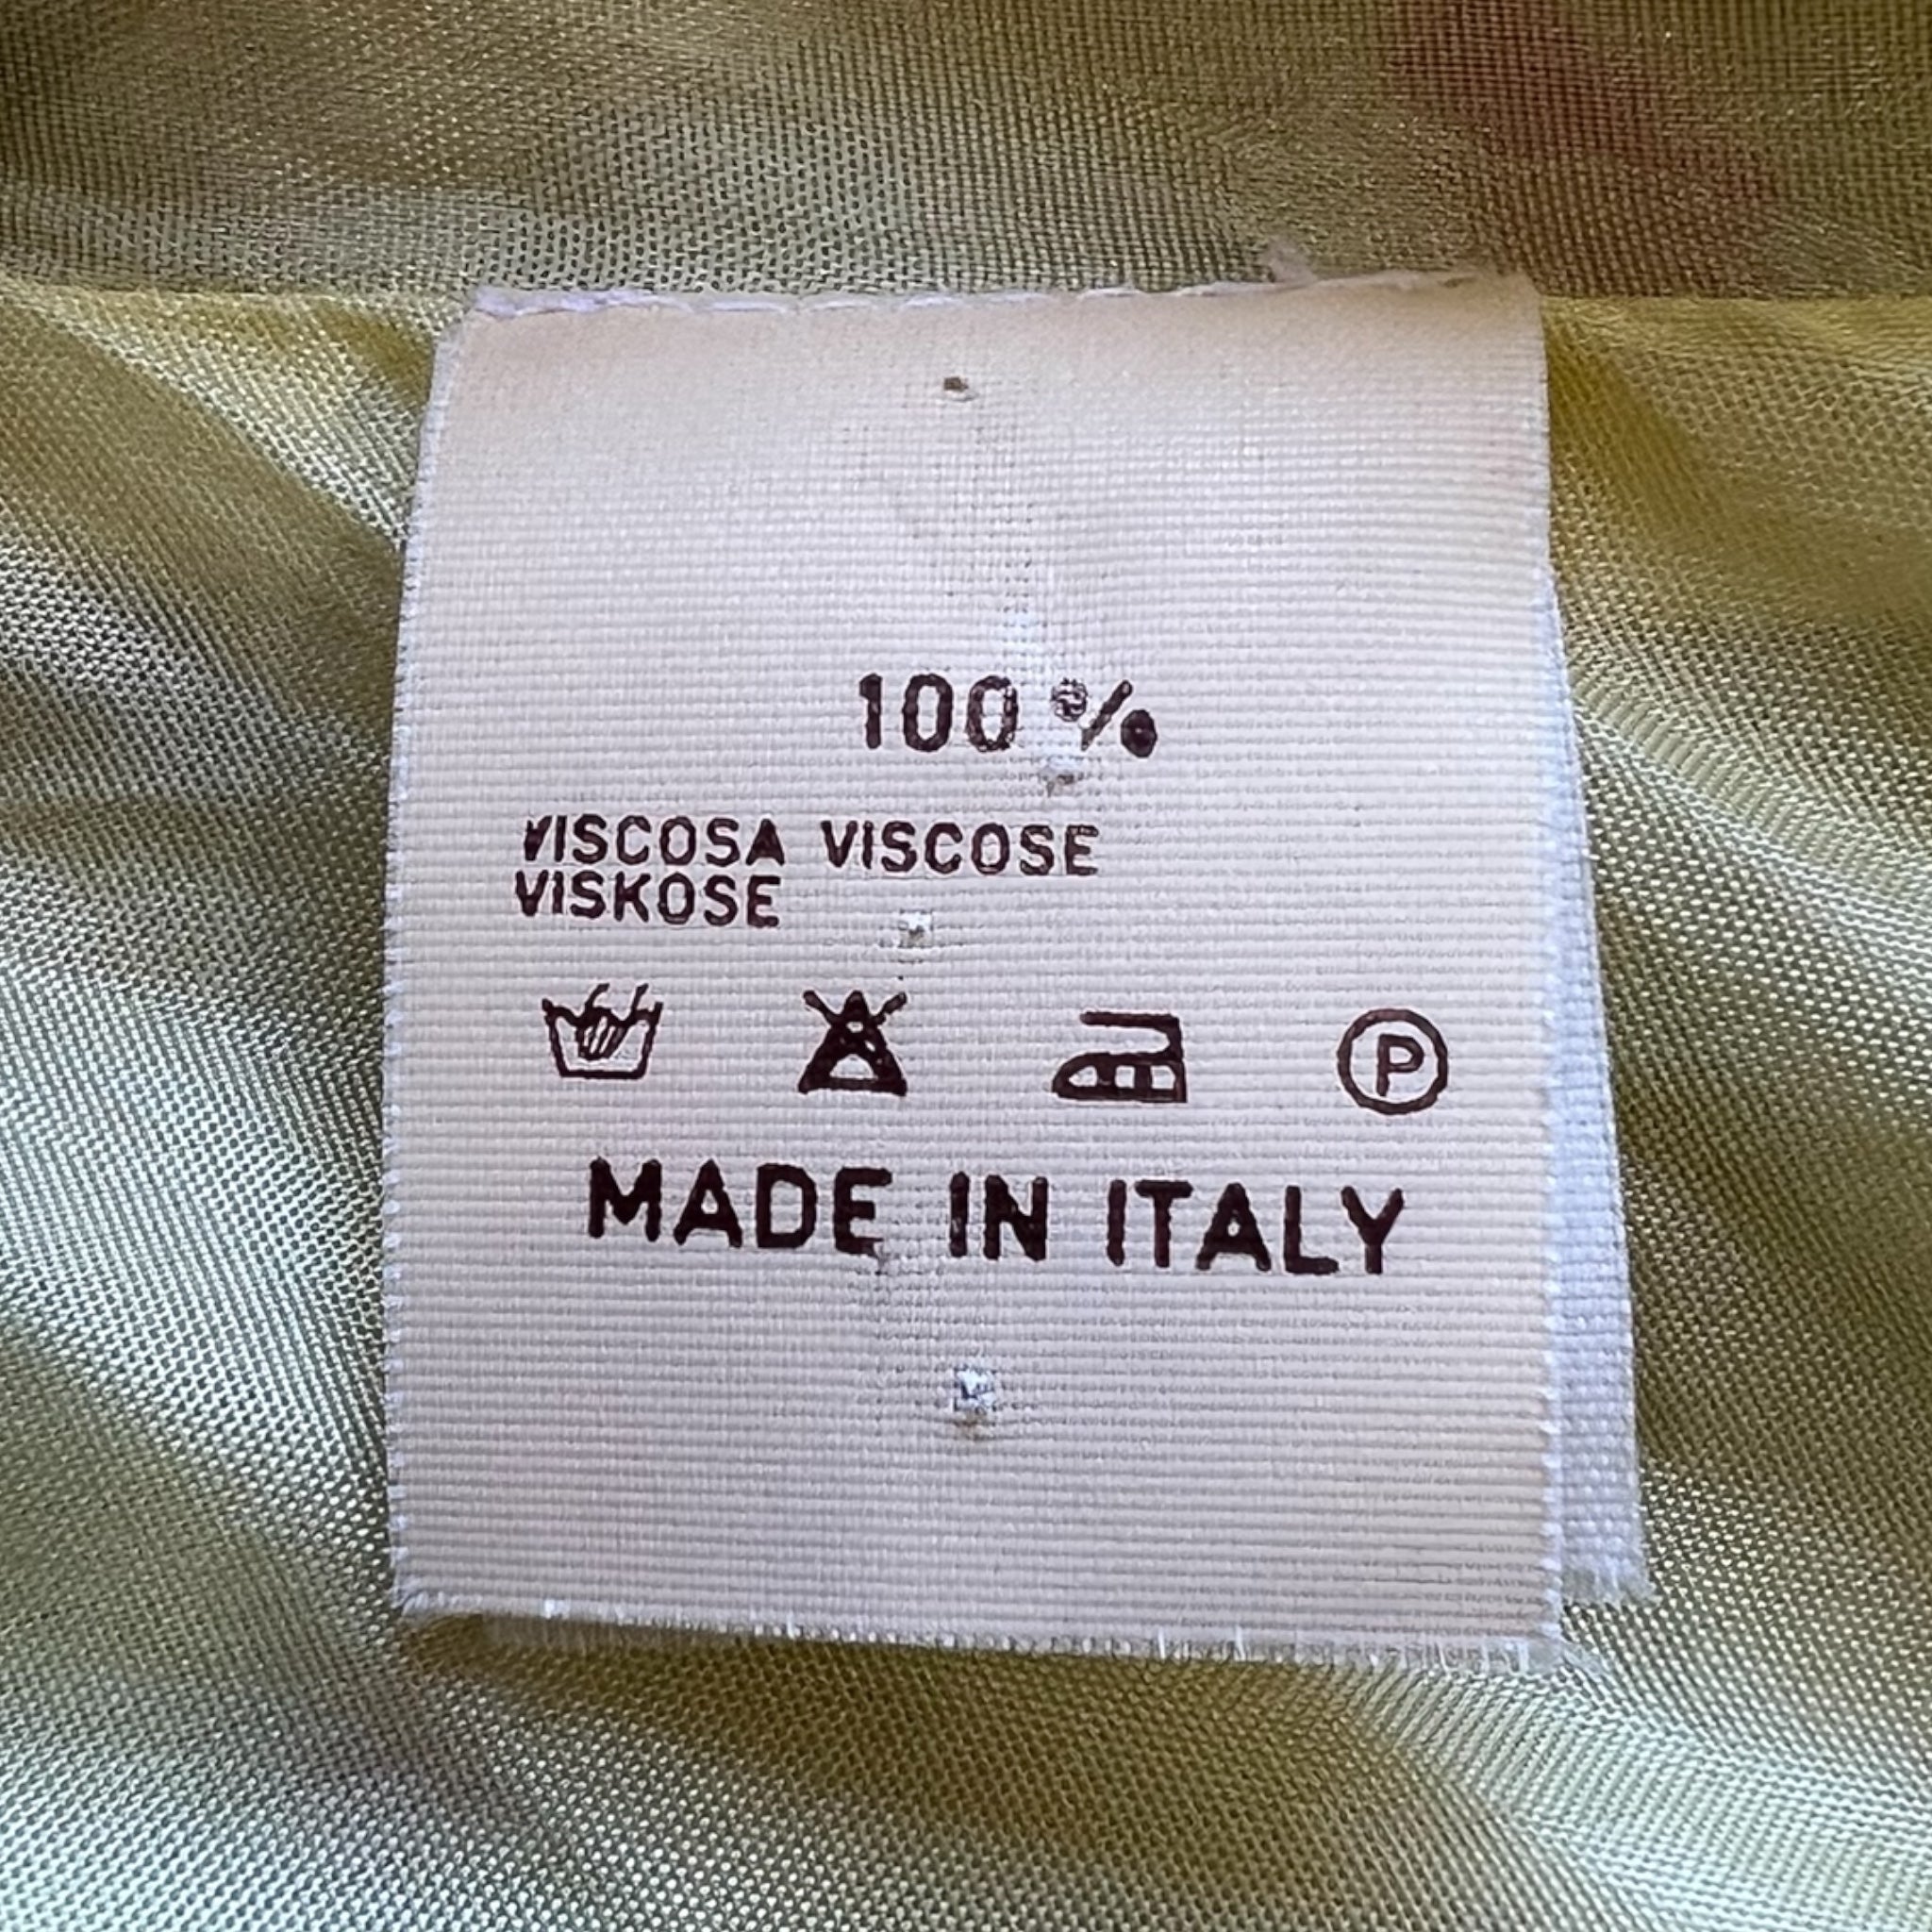 100%
VISCOSA VISCOSE
VISKOSE
P
MADE IN ITALY